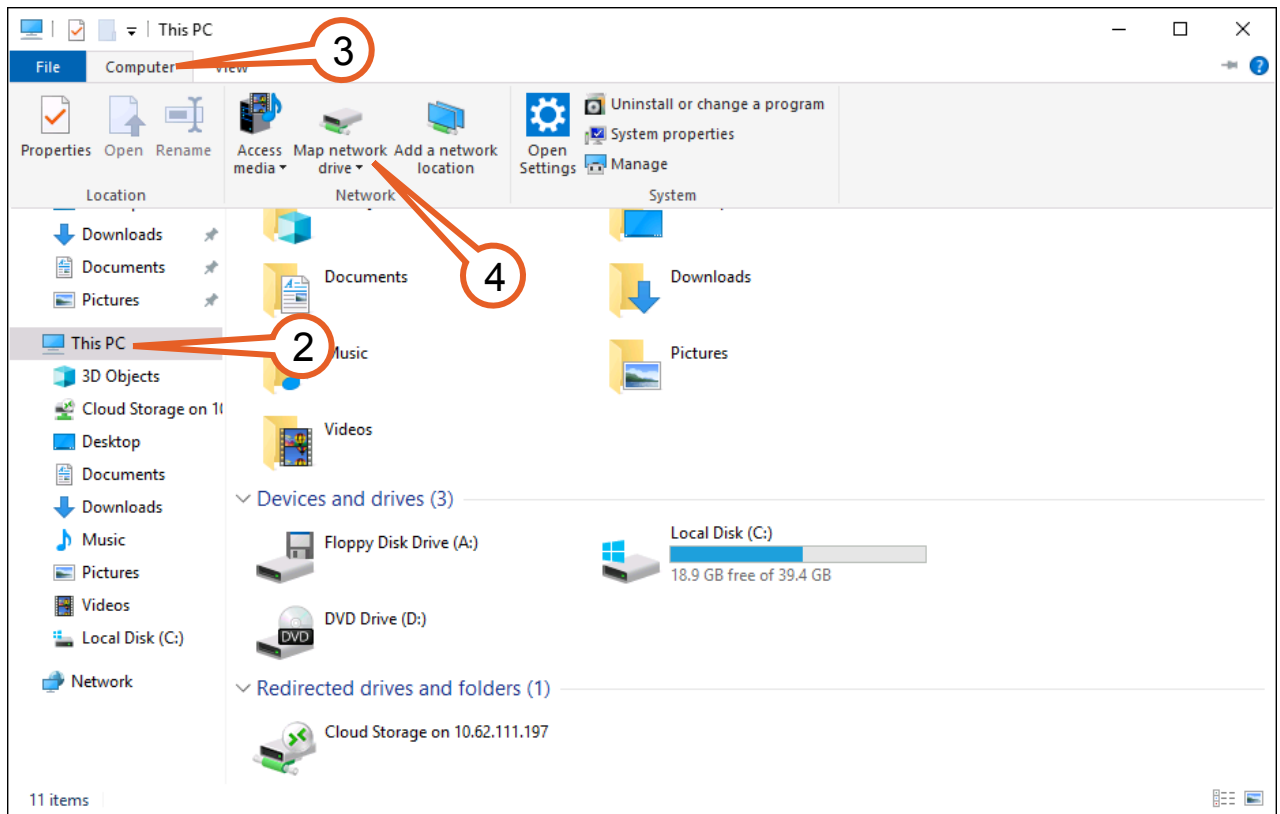 This PC
3
File Computer View
Properties Open Rename
Access media
Map network drive
Add a network location
Open Settings
Uninstall or change a program
System properties
Manage
Location Network System
Downloads
Documents
Pictures
This PC
3D Objects
Cloud Storage on 10
Desktop
Documents
Downloads
Music
Pictures
Videos
Local Disk (C:)
Network
4
2
Documents
Downloads
Music
Pictures
Videos
Devices and drives (3)
Floppy Disk Drive (A:)
Local Disk (C:)
18.9 GB free of 39.4 GB
DVD Drive (D:)
DVD
Redirected drives and folders (1)
Cloud Storage on 10.62.111.197
11 items